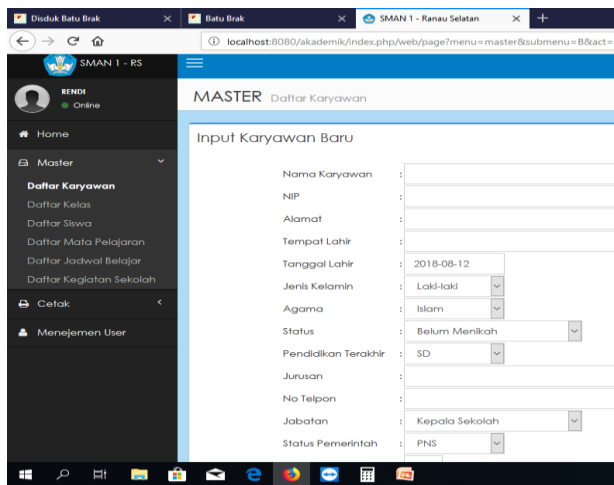 Disduk Batu Brak
Batu Brak
SMAN 1 - Ranau Selatan
localhost:8080/akademik/index.php/web/page?menu=master&submenu=B&act=
SMAN 1 - RS
RENDI
Online
Home
Master
Daftar Karyawan
Daftar Kelas
Daftar Siswa
Daftar Mata Pelajaran
Daftar Jadwal Belajar
Daftar Kegiatan Sekolah
Cetak
Menejemen User
MASTER Daftar Karyawan
Input Karyawan Baru
Nama Karyawan :
NIP :
Alamat :
Tempat Lahir :
Tanggal Lahir : 2018-08-12
Jenis Kelamin : Laki-laki
Agama : Islam
Status : Belum Menikah
Pendidikan Terakhir : SD
Jurusan :
No Telpon :
Jabatan : Kepala Sekolah
Status Pemerintah : PNS